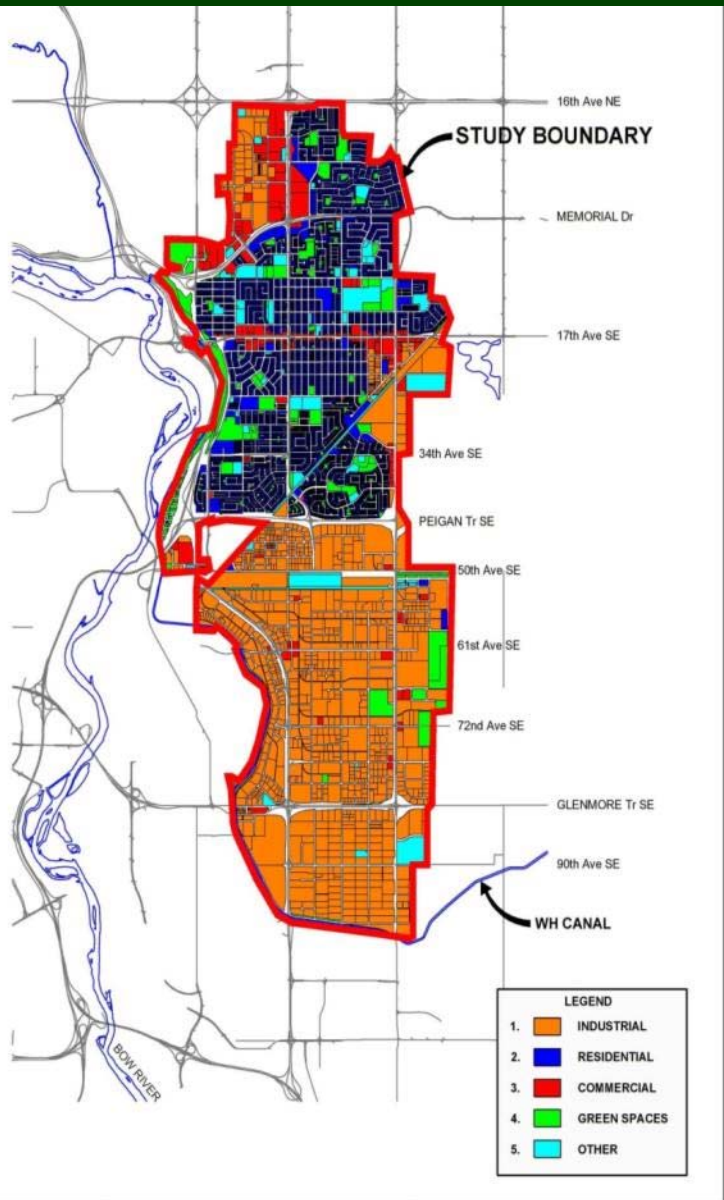 16th Ave NE
STUDY BOUNDARY
MEMORIAL Dr
17th Ave SE
34th Ave SE
PEIGAN Tr SE
50th Ave SE
61st Ave SE
72nd Ave SE
GLENMORE Tr SE
90th Ave SE
WH CANAL
BOW RIVER
LEGEND
1. INDUSTRIAL
2. RESIDENTIAL
3. COMMERCIAL
4. GREEN SPACES
5. OTHER